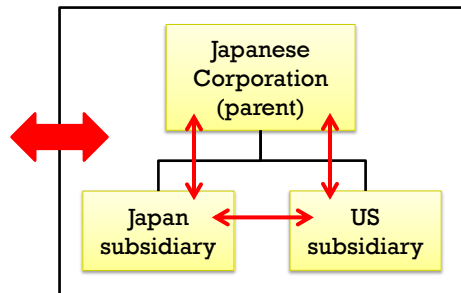 Japanese
Corporation
(parent)
Japan
subsidiary
US
subsidiary